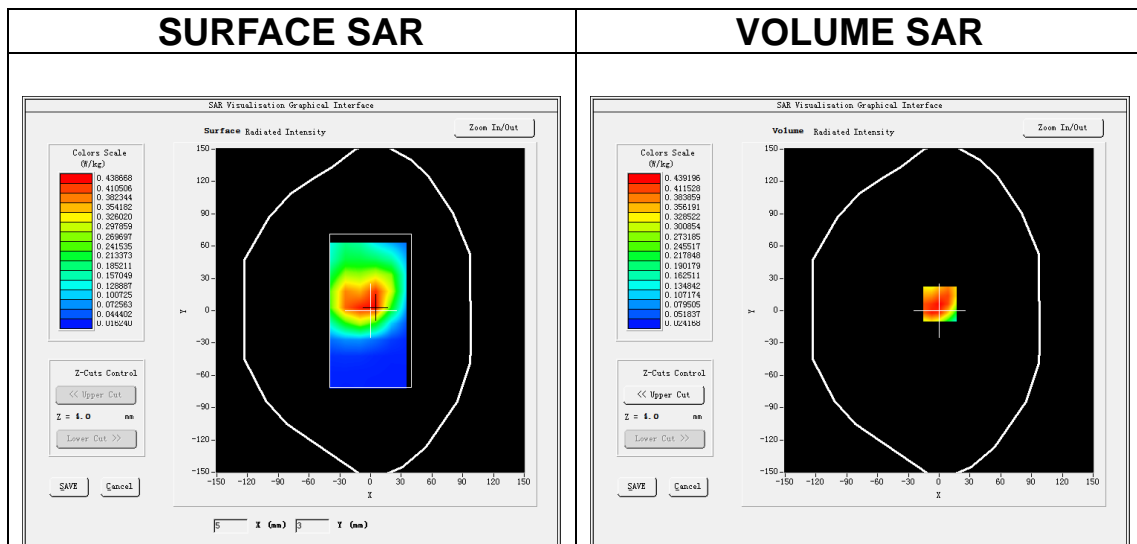 SURFACE SAR
VOLUME SAR
SAR Visualisation Graphical Interface
Surface Radiated Intensity
Zoom In/Out
Colors Scale
(W/kg)
0.438668
0.410506
0.382344
0.354182
0.326020
0.297859
0.269697
0.241535
0.213373
0.185211
0.157049
0.128887
0.100725
0.072563
0.044402
0.016240
150
120
90
60
30
0
-30
-60
-90
-120
-150
Y
-150 -120 -90 -60 -30 0 30 60 90 120 150
X
Z-Cuts Control
<< Upper Cut
Z = 4.0 mm
Lower Cut >>
SAVE Cancel
5 X (mm) 3 Y (mm)
SAR Visualisation Graphical Interface
Volume Radiated Intensity
Zoom In/Out
Colors Scale
(W/kg)
0.439196
0.411528
0.383859
0.356191
0.328522
0.300854
0.273185
0.245517
0.217848
0.190179
0.162511
0.134842
0.107174
0.079505
0.051837
0.024168
150
120
90
60
30
0
-30
-60
-90
-120
-150
Y
-150 -120 -90 -60 -30 0 30 60 90 120 150
X
Z-Cuts Control
<< Upper Cut
Z = 4.0 mm
Lower Cut >>
SAVE Cancel